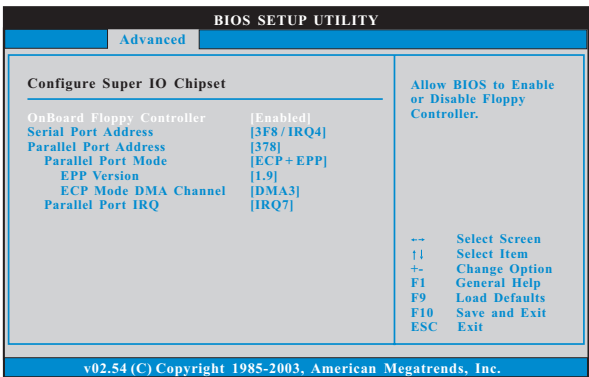 BIOS SETUP UTILITY
Advanced
Configure Super IO Chipset
OnBoard Floppy Controller [Enabled]
Serial Port Address [3F8 / IRQ4]
Parallel Port Address [378]
Parallel Port Mode [ECP + EPP]
EPP Version [1.9]
ECP Mode DMA Channel [DMA3]
Parallel Port IRQ [IRQ7]
Allow BIOS to Enable
or Disable Floppy
Controller.
←→ Select Screen
↑↓ Select Item
+- Change Option
F1 General Help
F9 Load Defaults
F10 Save and Exit
ESC Exit
v02.54 (C) Copyright 1985-2003, American Megatrends, Inc.